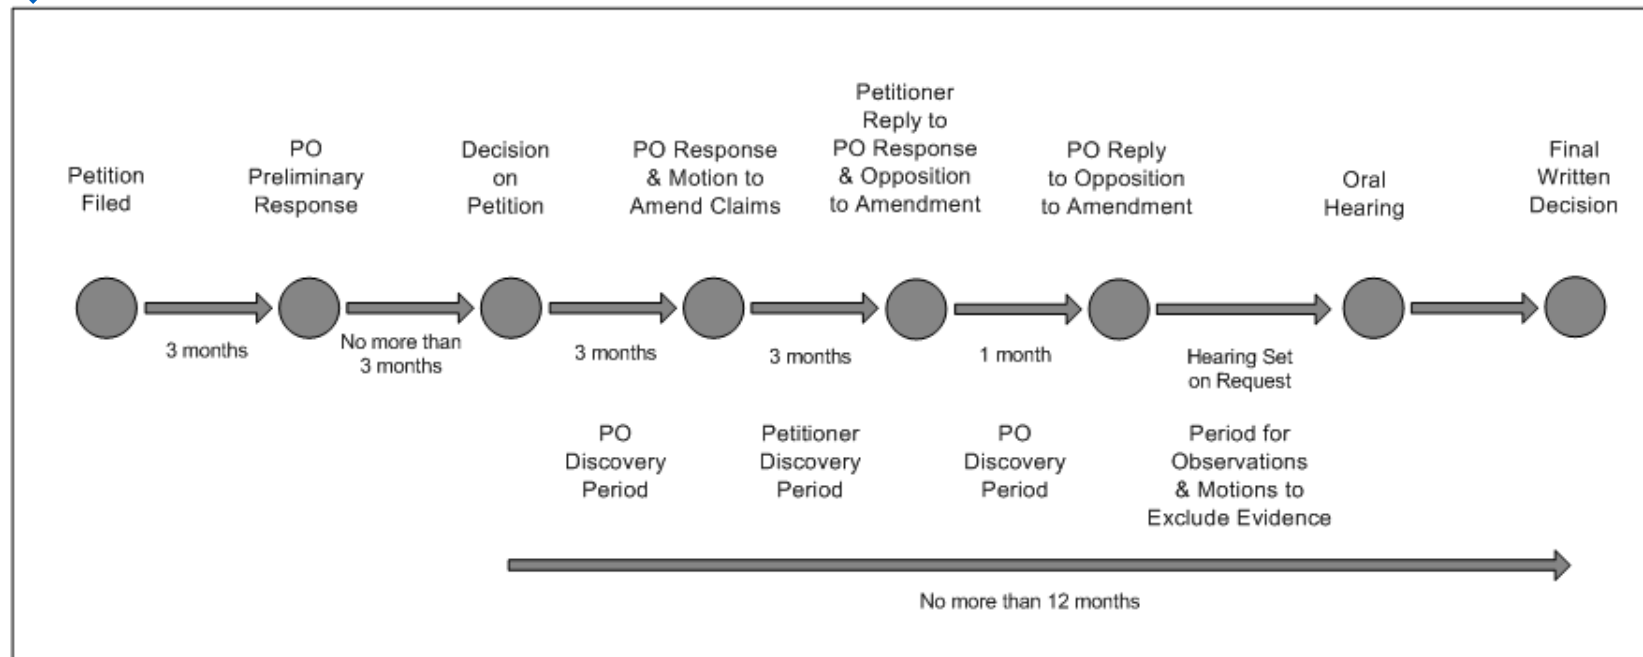 Petition
Filed
PO
Preliminary
Response
Decision
on
Petition
PO Response
& Motion to
Amend Claims
Petitioner
Reply to
PO Response
& Opposition
to Amendment
PO Reply
to Opposition
to Amendment
Oral
Hearing
Final
Written
Decision
3 months
No more than
3 months
3 months
3 months
1 month
Hearing Set
on Request
PO
Discovery
Period
Petitioner
Discovery
Period
PO
Discovery
Period
Period for
Observations
& Motions to
Exclude Evidence
No more than 12 months